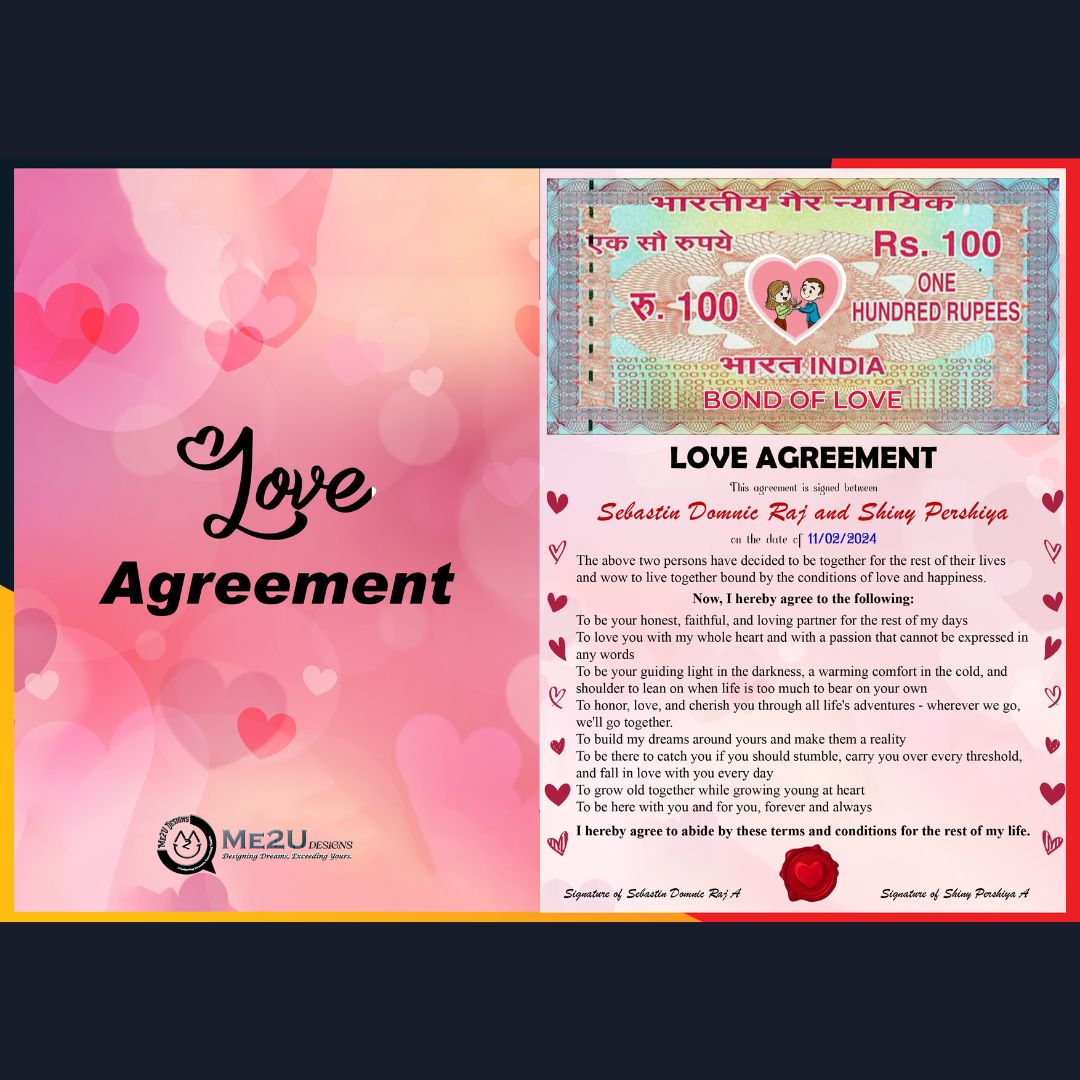 Love
Agreement
ME2U DESIGNS
ME2U DESIGNS
Designing Dreams, Exceeding Yours.
भारतीय गैर न्यायिक
एक सौ रुपये
Rs. 100
रु. 100
ONE
HUNDRED RUPEES
भारत INDIA
BOND OF LOVE
LOVE AGREEMENT
This agreement is signed between
Sebastin Domnic Raj and Shiny Pershiya
on the date of 11/02/2024
The above two persons have decided to be together for the rest of their lives
and wow to live together bound by the conditions of love and happiness.
Now, I hereby agree to the following:
To be your honest, faithful, and loving partner for the rest of my days
To love you with my whole heart and with a passion that cannot be expressed in
any words
To be your guiding light in the darkness, a warming comfort in the cold, and
shoulder to lean on when life is too much to bear on your own
To honor, love, and cherish you through all life's adventures - wherever we go,
we'll go together.
To build my dreams around yours and make them a reality
To be there to catch you if you should stumble, carry you over every threshold,
and fall in love with you every day
To grow old together while growing young at heart
To be here with you and for you, forever and always
I hereby agree to abide by these terms and conditions for the rest of my life.
Signature of Sebastin Domnic Raj A
Signature of Shiny Pershiya A